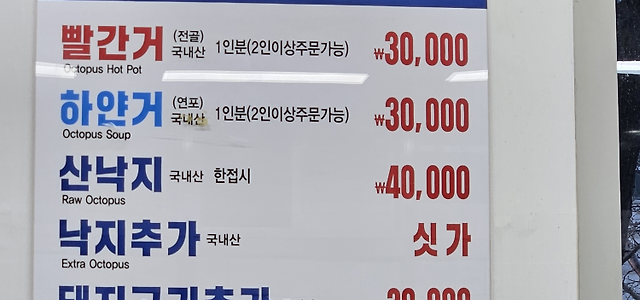 빨간거 (전골) 국내산 1인분(2인이상주문가능) ₩30,000
Octopus Hot Pot
하얀거 (연포) 국내산 1인분(2인이상주문가능) ₩30,000
Octopus Soup
산낙지 국내산 한접시 ₩40,000
Raw Octopus
낙지추가 국내산 싯가
Extra Octopus